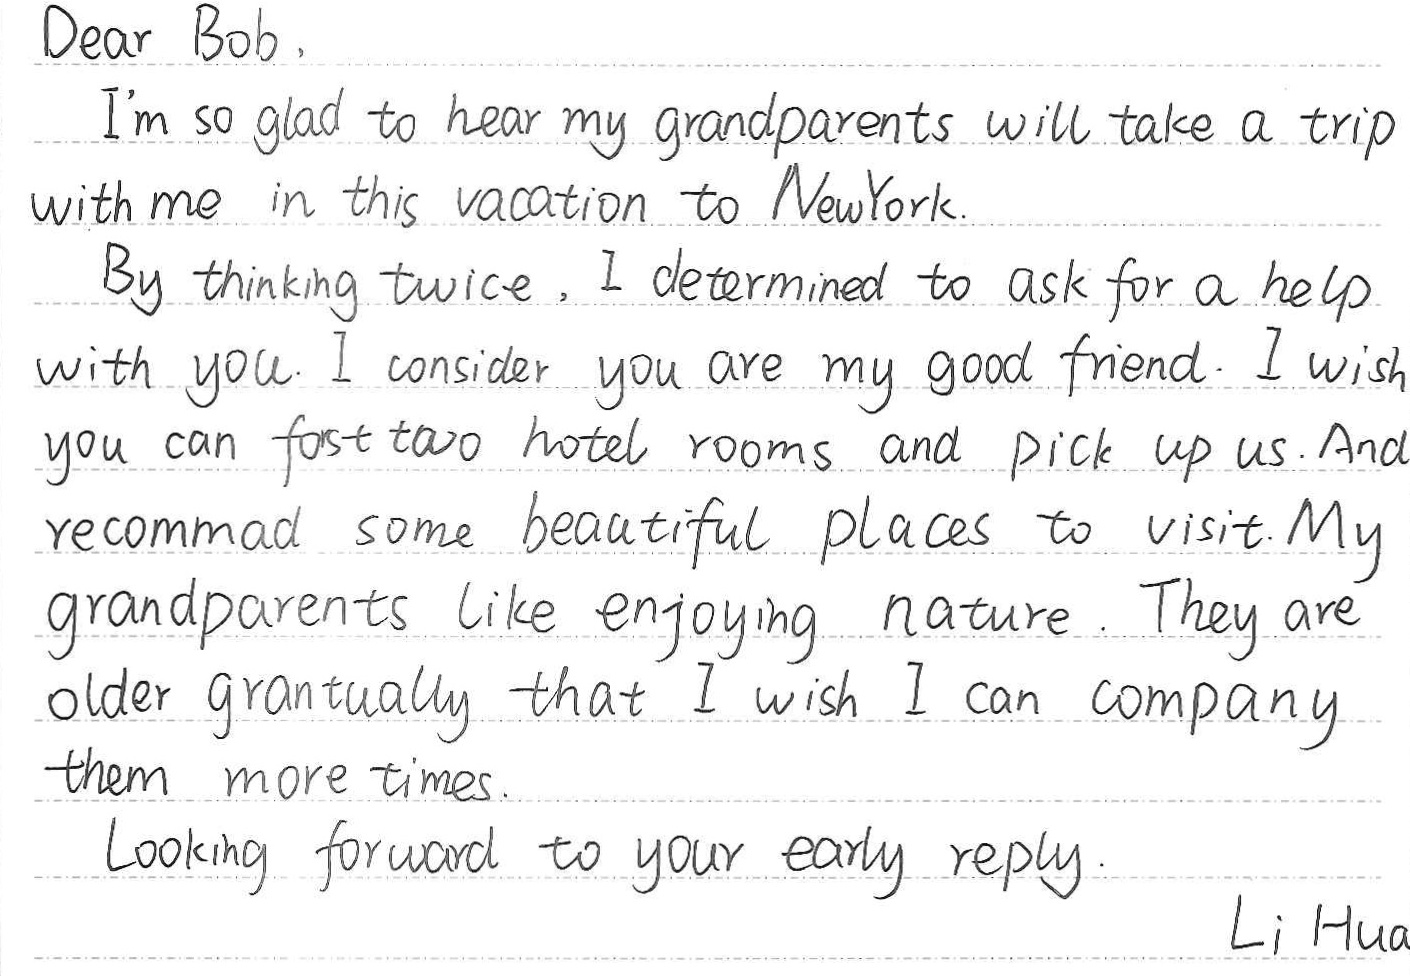 Dear Bob,
I'm so glad to hear my grandparents will take a trip
with me in this vacation to NewYork.
By thinking twice, I determined to ask for a help
with you. I consider you are my good friend. I wish
you can two hotel rooms and pick up us. And
recommad some beautiful places to visit. My
grandparents like enjoying nature. They are
older grantually that I wish I can company
them more times.
Looking forward to your early reply.
Li Hua